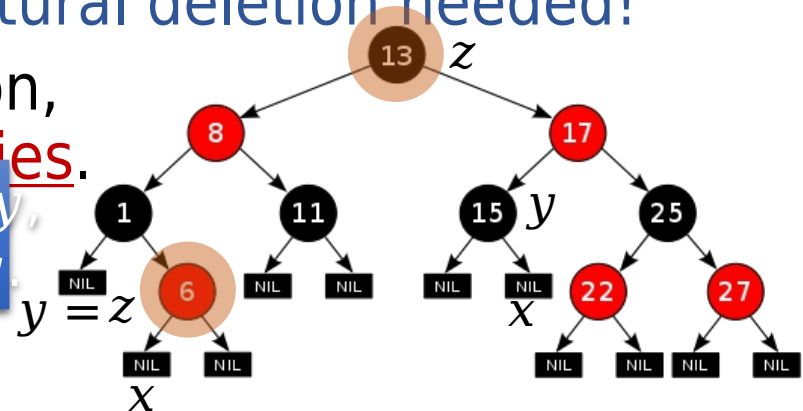 tural deletion needed!
13 z
on,
8 17
ies.
y,
1 11 15 y 25
NIL 6 NIL NIL NIL NIL 22 27
y = z x
NIL NIL NIL NIL NIL NIL
x